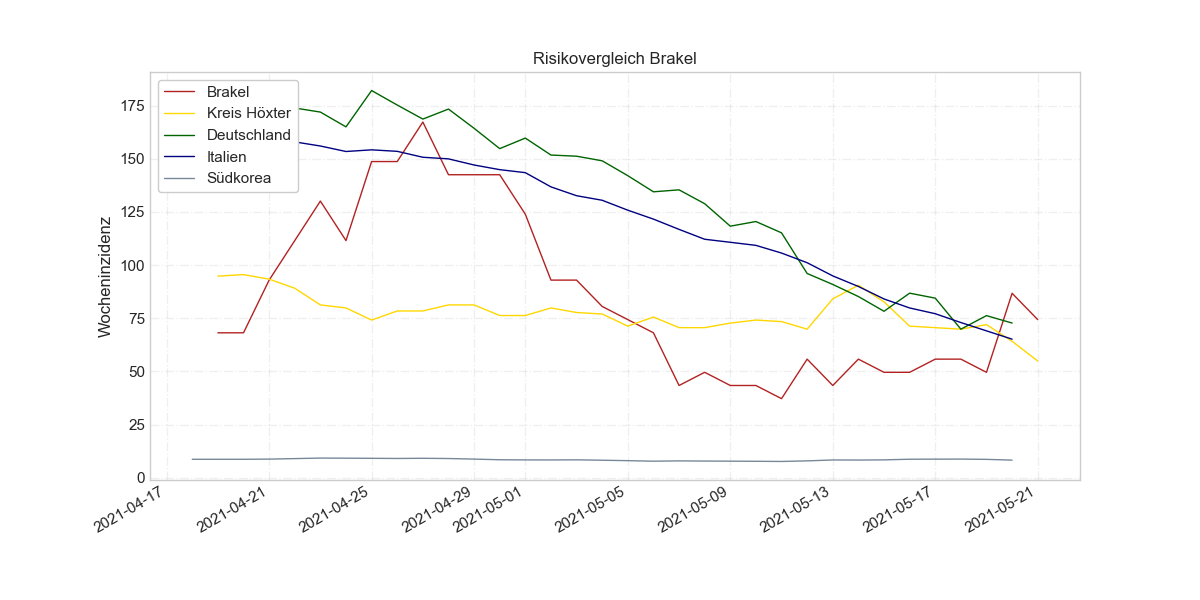 Risikovergleich Brakel
Brakel
Kreis Höxter
Deutschland
Italien
Südkorea
Wocheninzidenz
175
150
125
100
75
50
25
0
2021-04-17
2021-04-21
2021-04-25
2021-04-29
2021-05-01
2021-05-05
2021-05-09
2021-05-13
2021-05-17
2021-05-21